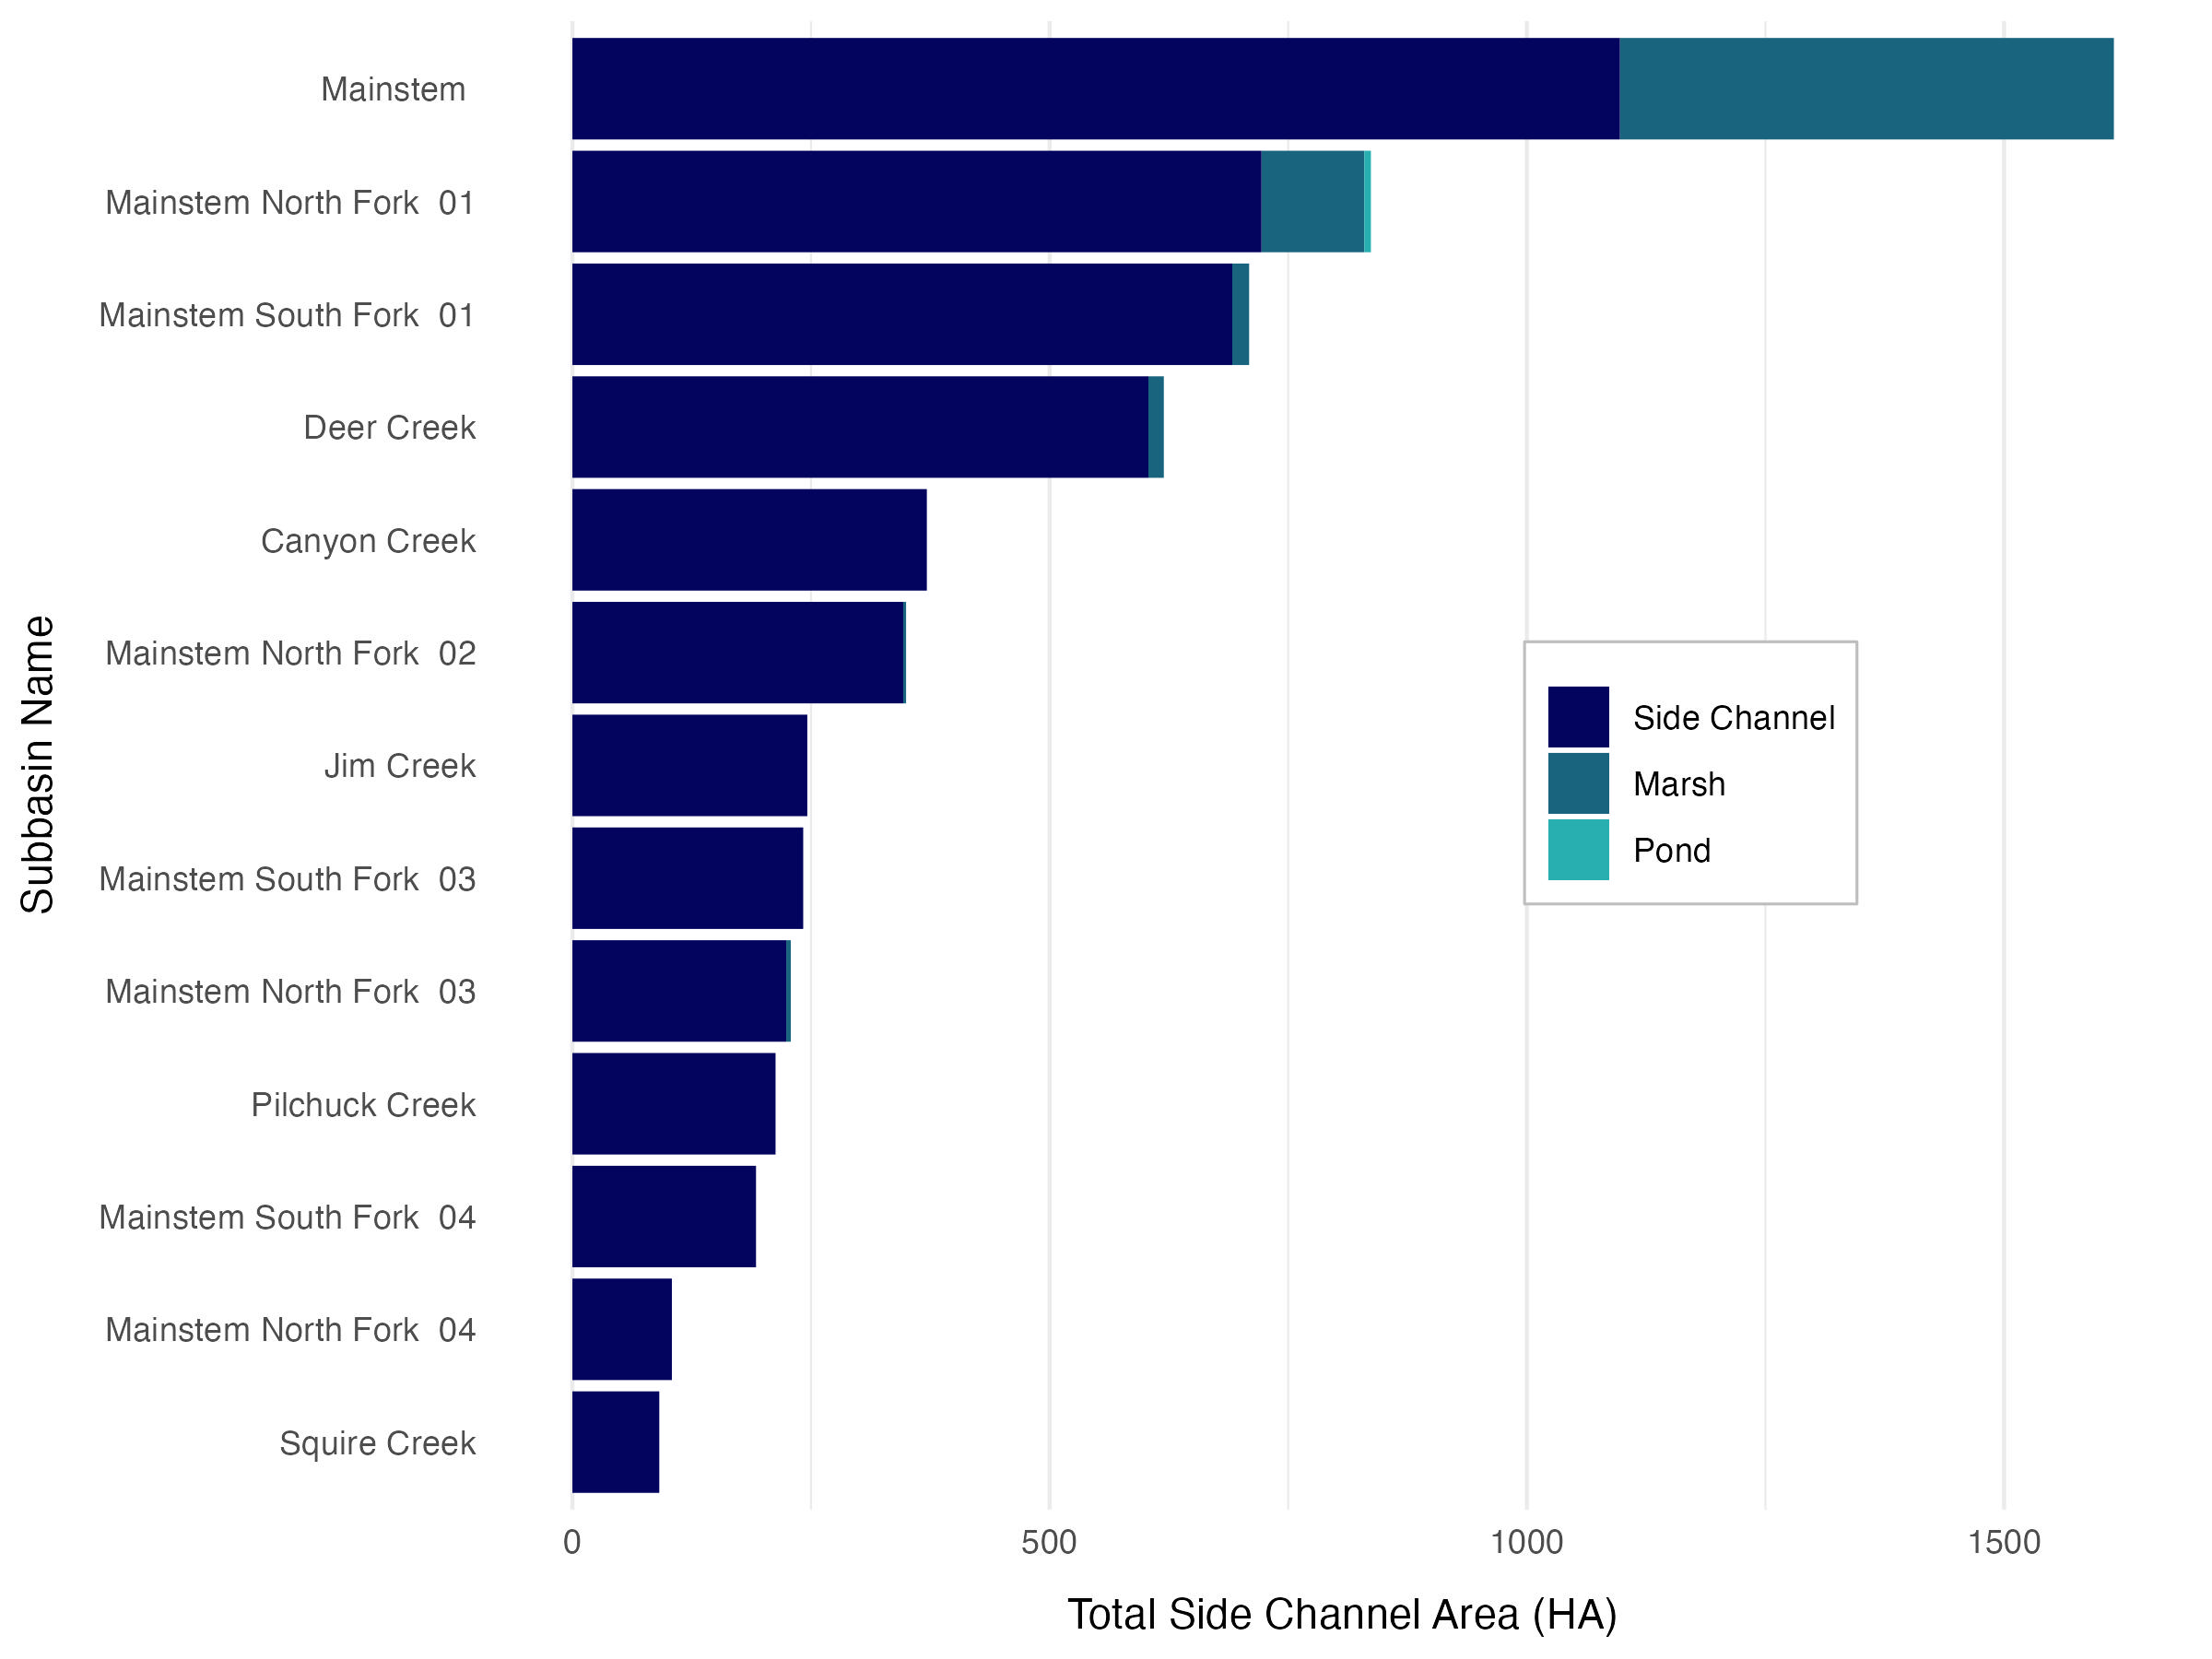 Mainstem
Mainstem North Fork  01
Mainstem South Fork  01
Deer Creek
Canyon Creek
Mainstem North Fork  02
Jim Creek
Mainstem South Fork  03
Mainstem North Fork  03
Pilchuck Creek
Mainstem South Fork  04
Mainstem North Fork  04
Squire Creek
Subbasin Name
Side Channel
Marsh
Pond
0 500 1000 1500
Total Side Channel Area (HA)